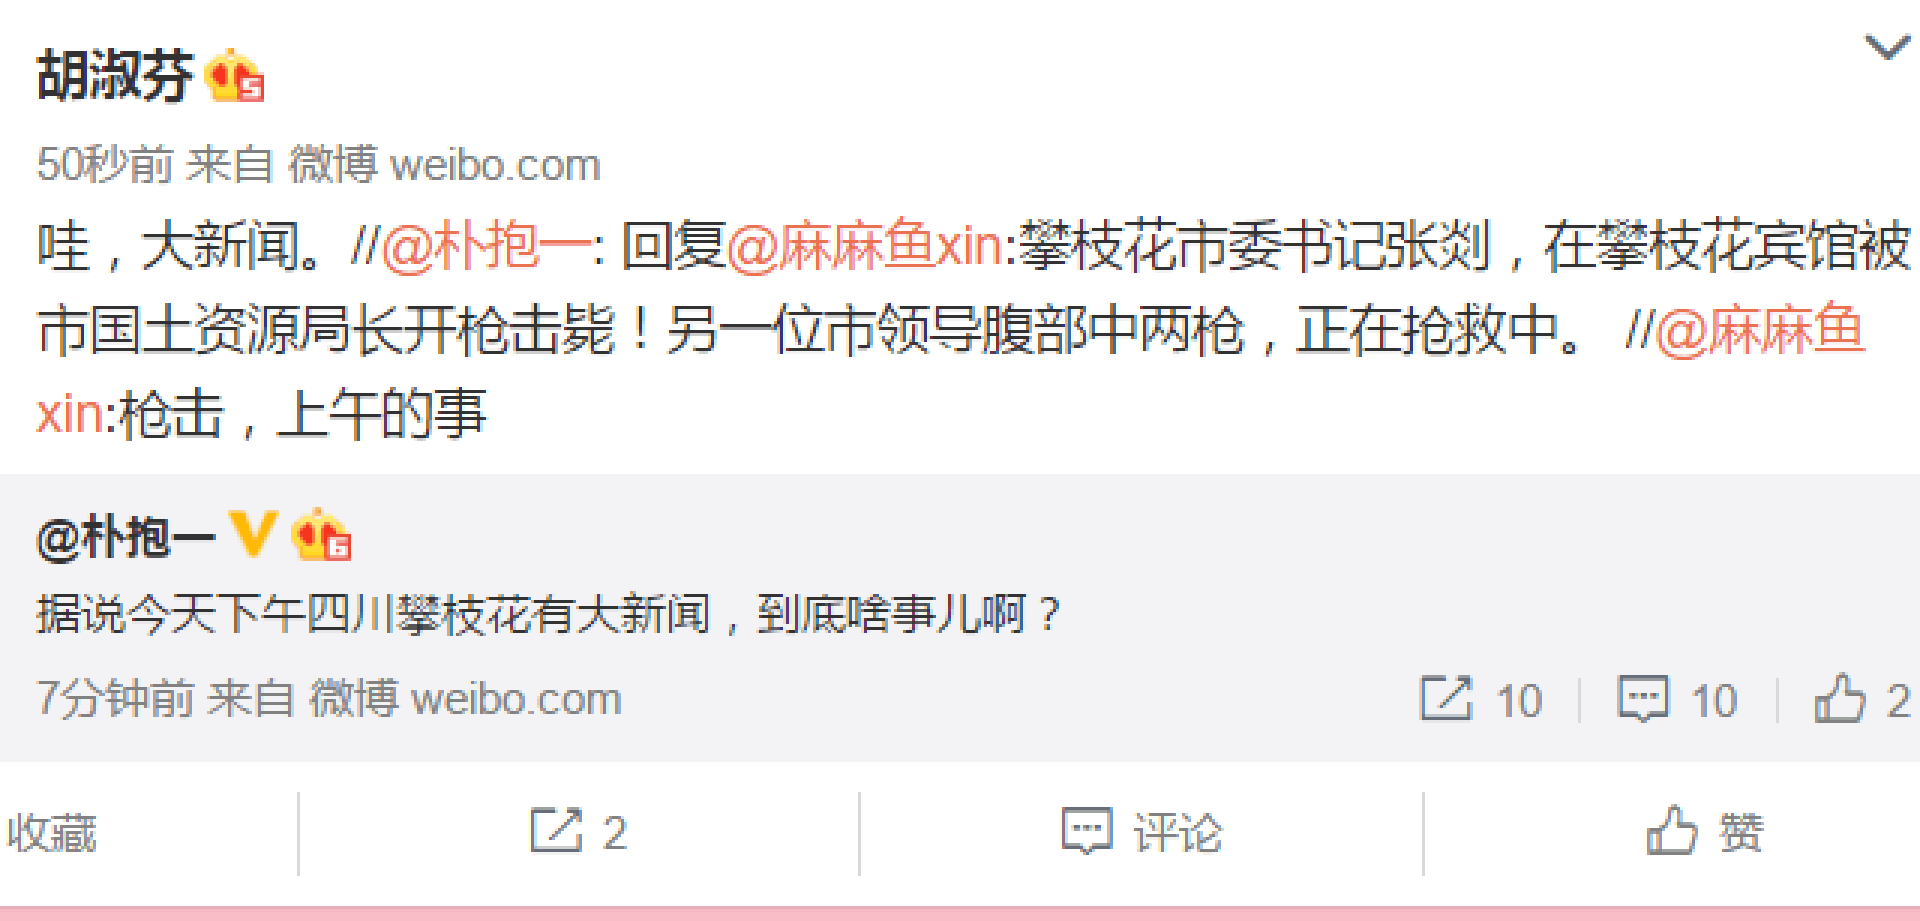 胡淑芬
50秒前 来自 微博 weibo.com
哇，大新闻。//@朴抱一: 回复@麻麻鱼xin:攀枝花市委书记张剡，在攀枝花宾馆被
市国土资源局长开枪击毙！另一位市领导腹部中两枪，正在抢救中。 //@麻麻鱼
xin:枪击，上午的事
@朴抱一
据说今天下午四川攀枝花有大新闻，到底啥事儿啊？
7分钟前 来自 微博 weibo.com 10 10 2
收藏 2 评论 赞